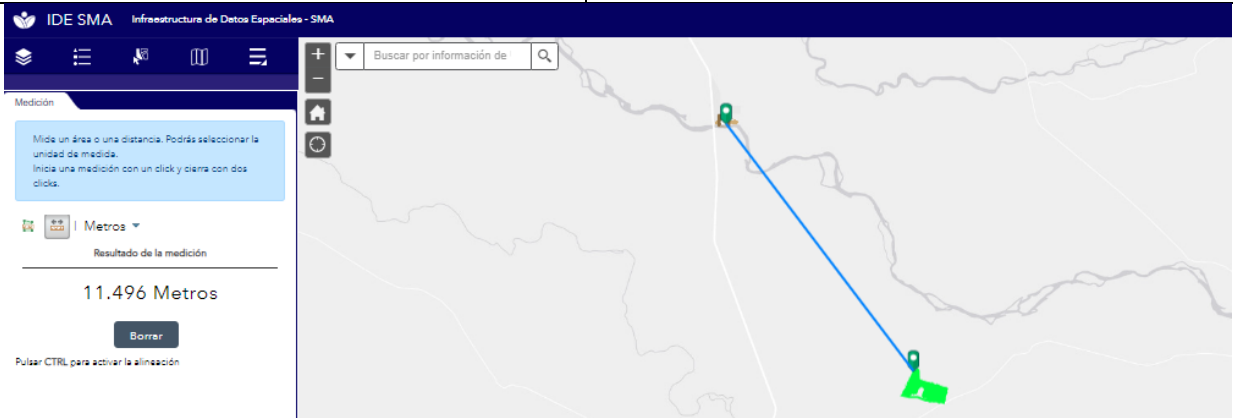 IDE SMA Infraestructura de Datos Espaciales - SMA
Buscar por información de
Medición
Mide un área o una distancia. Podrás seleccionar la
unidad de medida.
Inicia una medición con un click y cierra con dos
clicks.
Metros
Resultado de la medición
11.496 Metros
Borrar
Pulsar CTRL para activar la alineación